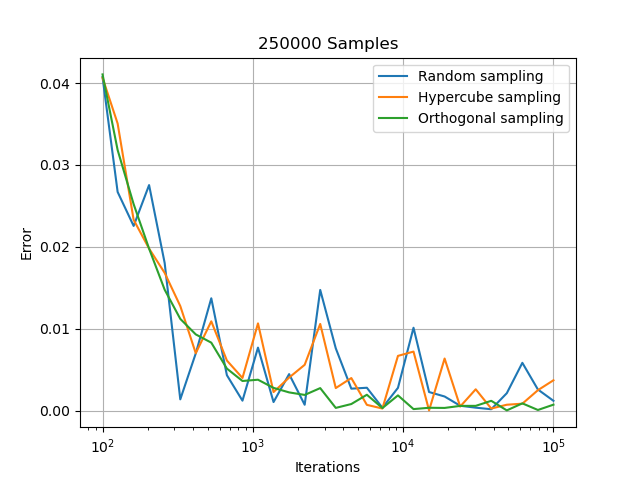 250000 Samples
Random sampling
Hypercube sampling
Orthogonal sampling
Error
0.04
0.03
0.02
0.01
0.00
10² 10³ 10⁴ 10⁵
Iterations